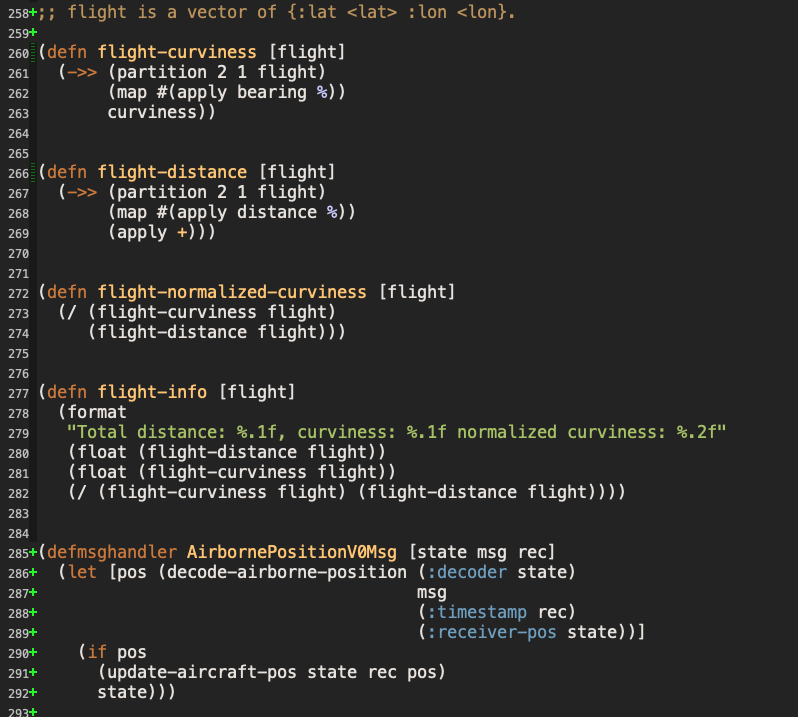 258+;; flight is a vector of {:lat <lat> :lon <lon}.
259+
260 (defn flight-curviness [flight]
261   (->> (partition 2 1 flight)
262        (map #(apply bearing %))
263        curviness))
264
265
266 (defn flight-distance [flight]
267   (->> (partition 2 1 flight)
268        (map #(apply distance %))
269        (apply +)))
270
271
272 (defn flight-normalized-curviness [flight]
273   (/ (flight-curviness flight)
274      (flight-distance flight)))
275
276
277 (defn flight-info [flight]
278   (format
279    "Total distance: %.1f, curviness: %.1f normalized curviness: %.2f"
280    (float (flight-distance flight))
281    (float (flight-curviness flight))
282    (/ (flight-curviness flight) (flight-distance flight))))
283
284
285+(defmsghandler AirbornePositionV0Msg [state msg rec]
286+  (let [pos (decode-airborne-position (:decoder state)
287+                                      msg
288+                                      (:timestamp rec)
289+                                      (:receiver-pos state))]
290+    (if pos
291+      (update-aircraft-pos state rec pos)
292+      state)))
293+